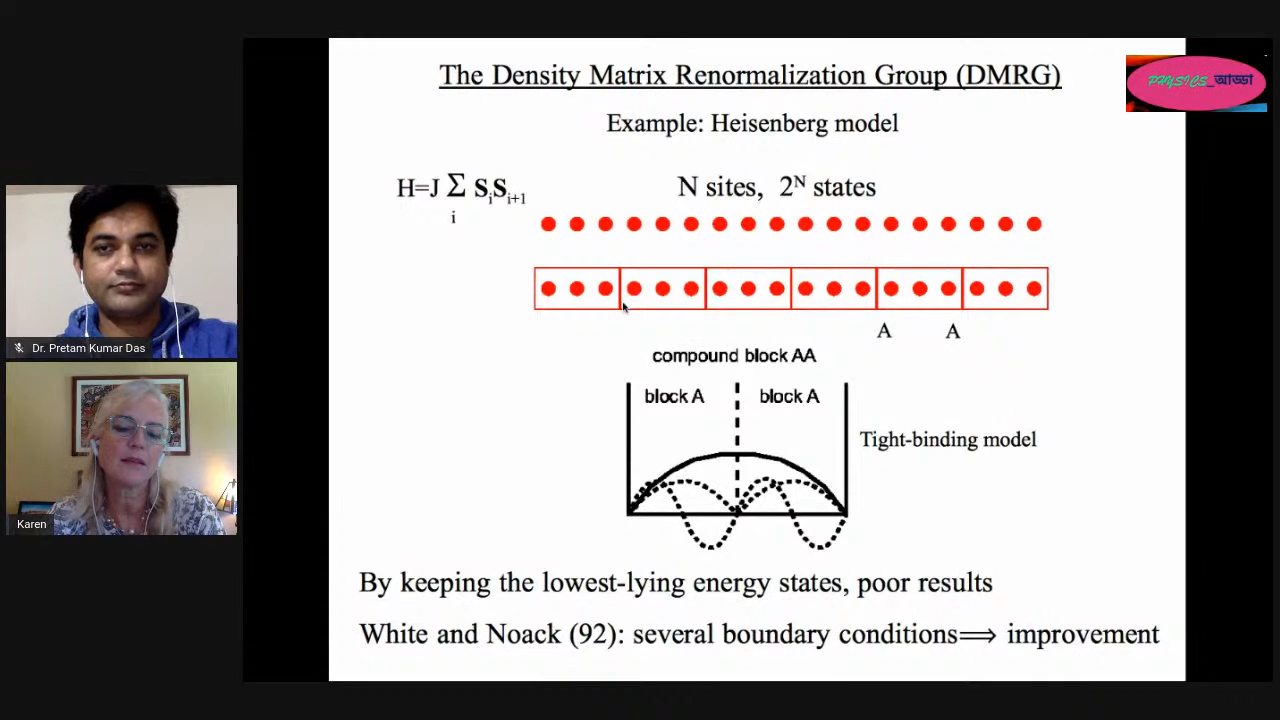 The Density Matrix Renormalization Group (DMRG)
PHYSICS_আড্ডা
Example: Heisenberg model
H=J Σ SᵢSᵢ₊₁
i
N sites, 2ᴺ states
A A
compound block AA
block A block A
Tight-binding model
By keeping the lowest-lying energy states, poor results
White and Noack (92): several boundary conditions⟹ improvement
Dr. Pretam Kumar Das
Karen